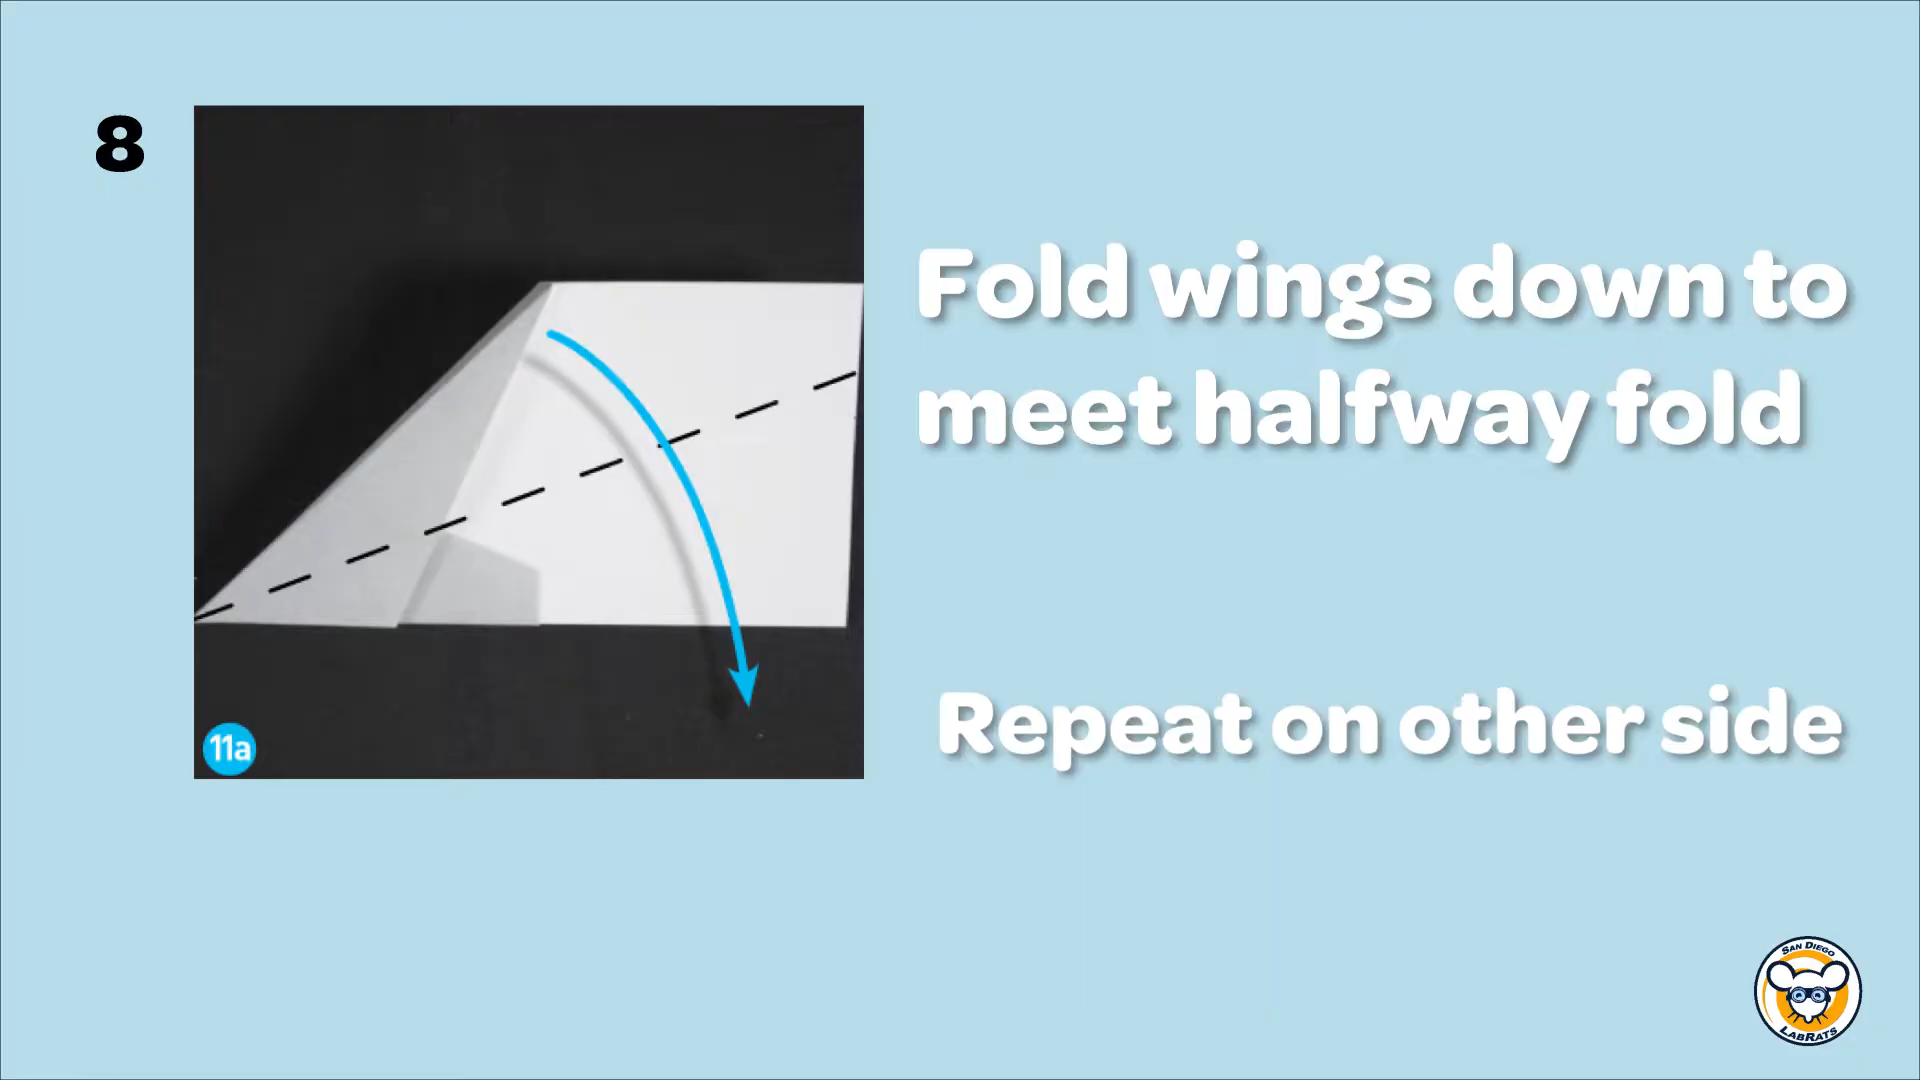 8
Fold wings down to
meet halfway fold
Repeat on other side
11a
SAN DIEGO
LABRATS